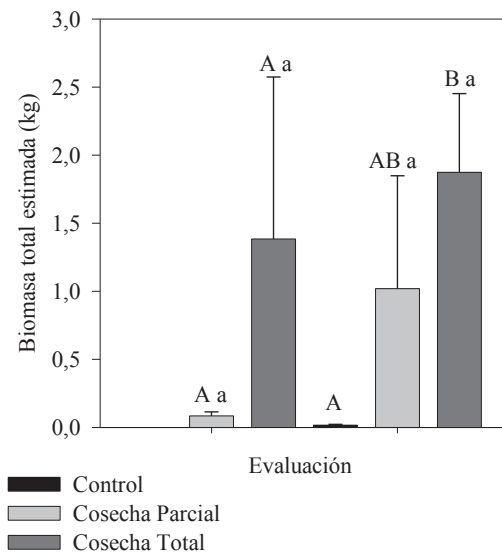 Biomasa total estimada (kg)
3,0
2,5
2,0
1,5
1,0
0,5
0,0
A a
A a
A
AB a
B a
Evaluación
Control
Cosecha Parcial
Cosecha Total